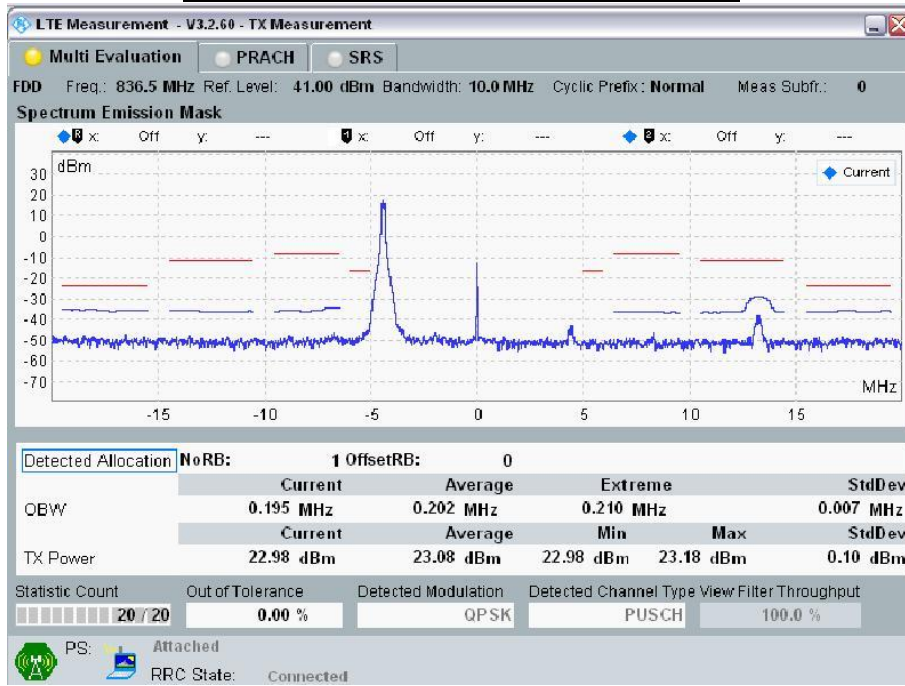 LTE Measurement - V3.2.60 - TX Measurement
Multi Evaluation PRACH SRS
FDD Freq.: 836.5 MHz Ref. Level: 41.00 dBm Bandwidth: 10.0 MHz Cyclic Prefix: Normal Meas Subfr.: 0
Spectrum Emission Mask
R x: Off y: --- 1 x: Off y: --- 2 x: Off y: ---
dBm
Current
30
20
10
0
-10
-20
-30
-40
-50
-60
-70
MHz
-15 -10 -5 0 5 10 15
Detected Allocation NoRB: 1 OffsetRB: 0
Current Average Extreme StdDev
OBW 0.195 MHz 0.202 MHz 0.210 MHz 0.007 MHz
Current Average Min Max StdDev
TX Power 22.98 dBm 23.08 dBm 22.98 dBm 23.18 dBm 0.10 dBm
Statistic Count Out of Tolerance Detected Modulation Detected Channel Type View Filter Throughput
20 / 20 0.00 % QPSK PUSCH 100.0 %
PS: Attached
RRC State: Connected